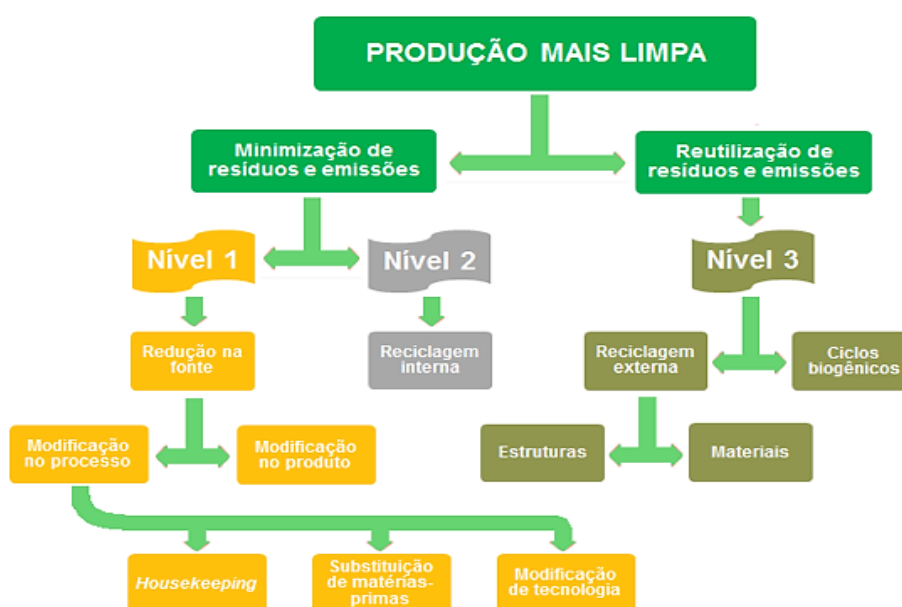 PRODUÇÃO MAIS LIMPA
Minimização de
resíduos e emissões
Reutilização de
resíduos e emissões
Nível 1
Nível 2
Nível 3
Redução na
fonte
Reciclagem
interna
Reciclagem
externa
Ciclos
biogênicos
Modificação
no processo
Modificação
no produto
Estruturas
Materiais
Housekeeping
Substituição
de matérias-
primas
Modificação
de tecnologia